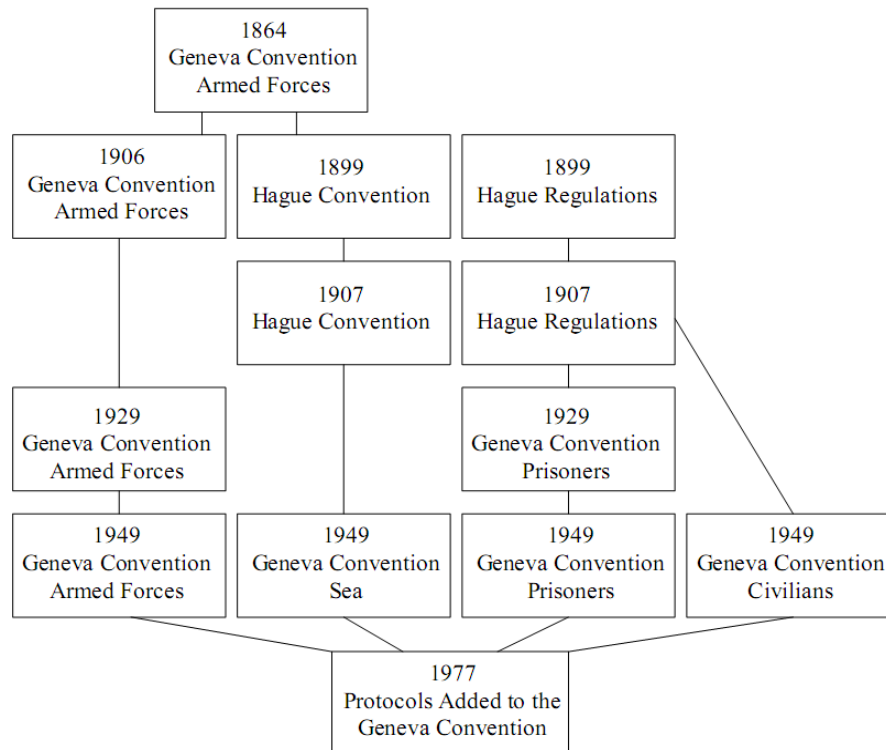 1864
Geneva Convention
Armed Forces
1906
Geneva Convention
Armed Forces
1899
Hague Convention
1899
Hague Regulations
1907
Hague Convention
1907
Hague Regulations
1929
Geneva Convention
Armed Forces
1929
Geneva Convention
Prisoners
1949
Geneva Convention
Armed Forces
1949
Geneva Convention
Sea
1949
Geneva Convention
Prisoners
1949
Geneva Convention
Civilians
1977
Protocols Added to the
Geneva Convention